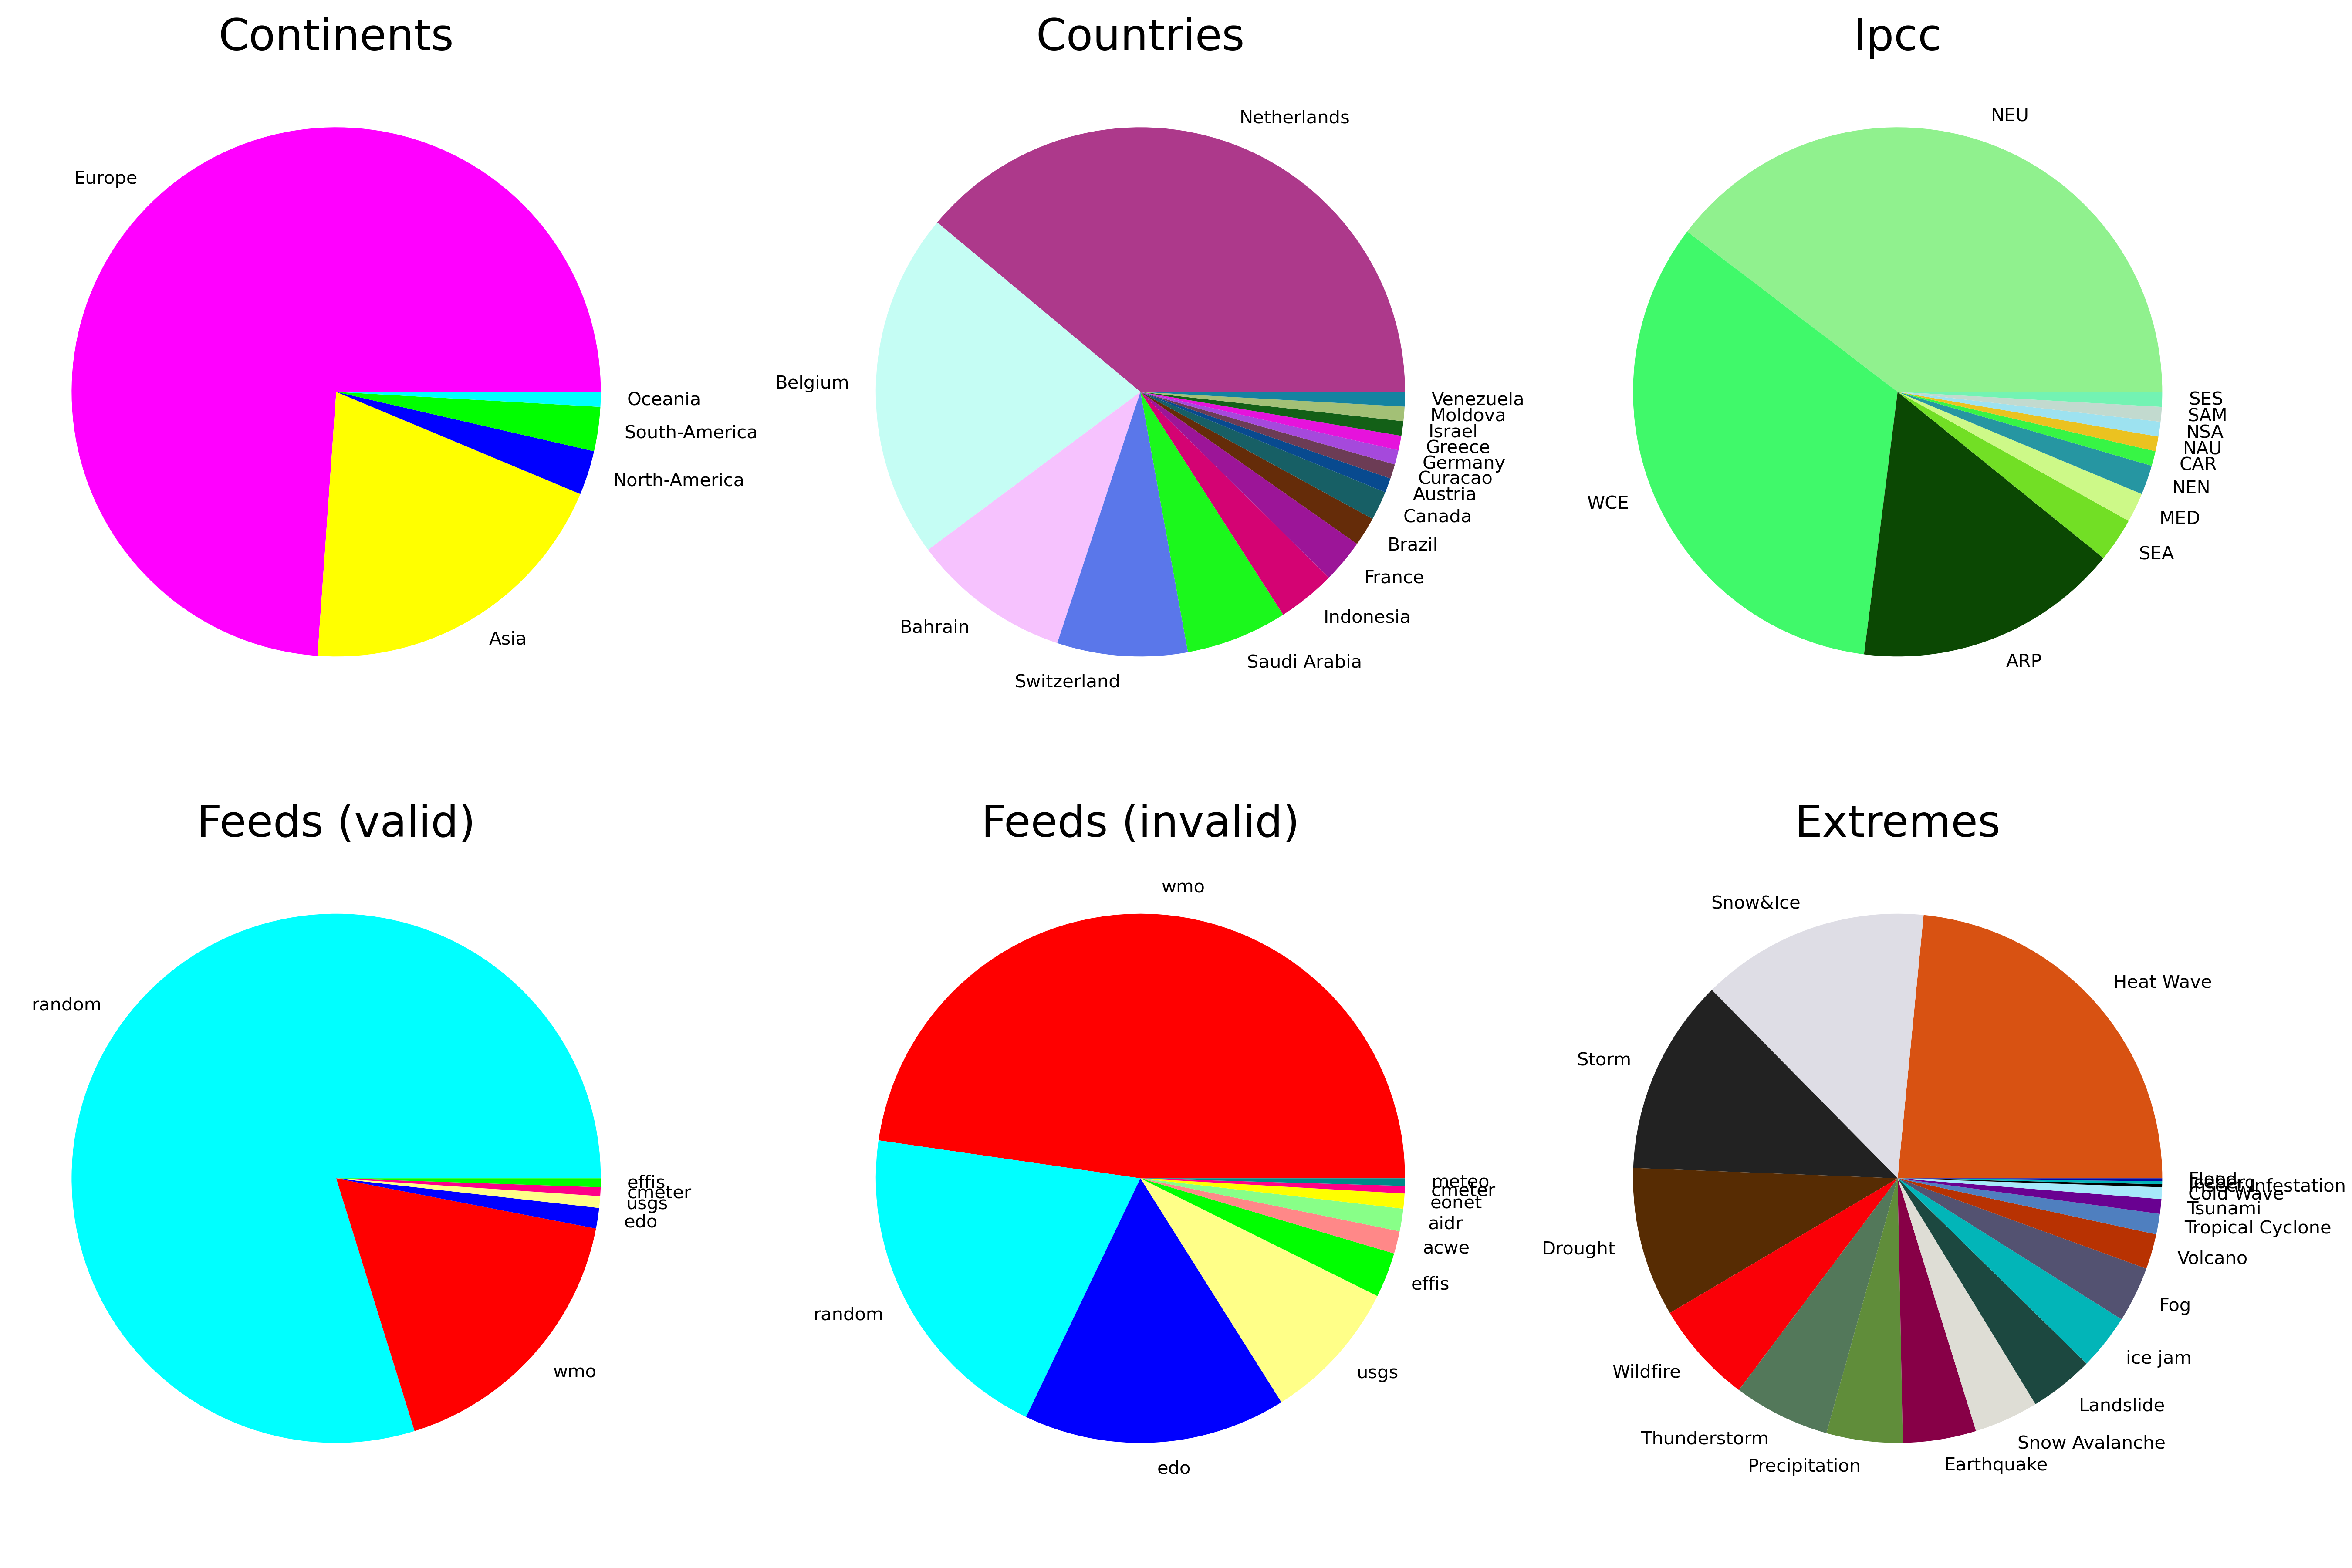 Continents
Europe
Oceania
South-America
North-America
Asia
Countries
Netherlands
Belgium
Venezuela
Moldova
Israel
Greece
Germany
Curacao
Austria
Canada
Brazil
France
Indonesia
Bahrain
Saudi Arabia
Switzerland
Ipcc
NEU
WCE
SES
SAM
NSA
NAU
CAR
NEN
MED
SEA
ARP
Feeds (valid)
random
effis
cmeter
usgs
edo
wmo
Feeds (invalid)
wmo
meteo
cmeter
eonet
aidr
acwe
effis
random
usgs
edo
Extremes
Snow&Ice
Heat Wave
Storm
Flood
Insect Infestation
Cold Wave
Tsunami
Tropical Cyclone
Drought
Volcano
Fog
ice jam
Wildfire
Landslide
Thunderstorm
Snow Avalanche
Precipitation
Earthquake